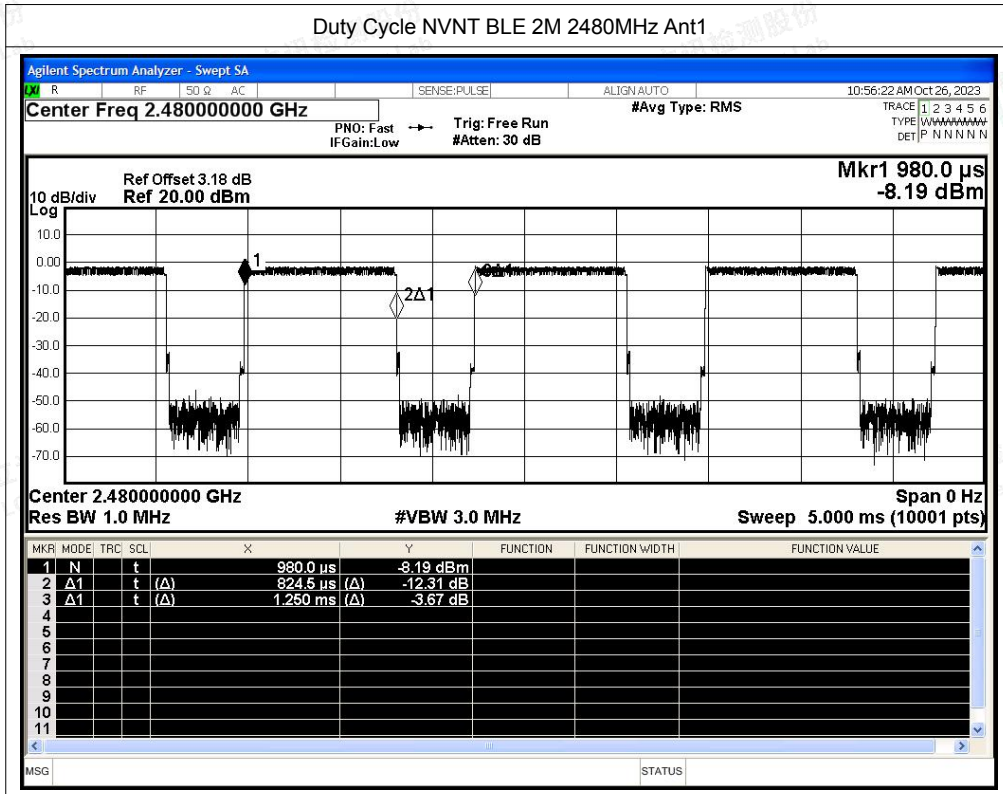 Duty Cycle NVNT BLE 2M 2480MHz Ant1
Agilent Spectrum Analyzer - Swept SA
LXI R RF 50 Ω AC SENSE:PULSE ALIGN AUTO 10:56:22 AM Oct 26, 2023
Center Freq 2.480000000 GHz #Avg Type: RMS TRACE 1 2 3 4 5 6
PNO: Fast Trig: Free Run TYPE WWWWWW
IFGain:Low #Atten: 30 dB DET P N N N N N
Mkr1 980.0 µs
Ref Offset 3.18 dB
10 dB/div Ref 20.00 dBm -8.19 dBm
Log
10.0
0.00
1
3Δ1
-10.0
2Δ1
-20.0
-30.0
-40.0
-50.0
-60.0
-70.0
Center 2.480000000 GHz Span 0 Hz
Res BW 1.0 MHz #VBW 3.0 MHz Sweep 5.000 ms (10001 pts)
MKR MODE TRC SCL X Y FUNCTION FUNCTION WIDTH FUNCTION VALUE
1 N t 980.0 µs -8.19 dBm
2 Δ1 t (Δ) 824.5 µs (Δ) -12.31 dB
3 Δ1 t (Δ) 1.250 ms (Δ) -3.67 dB
4
5
6
7
8
9
10
11
MSG STATUS